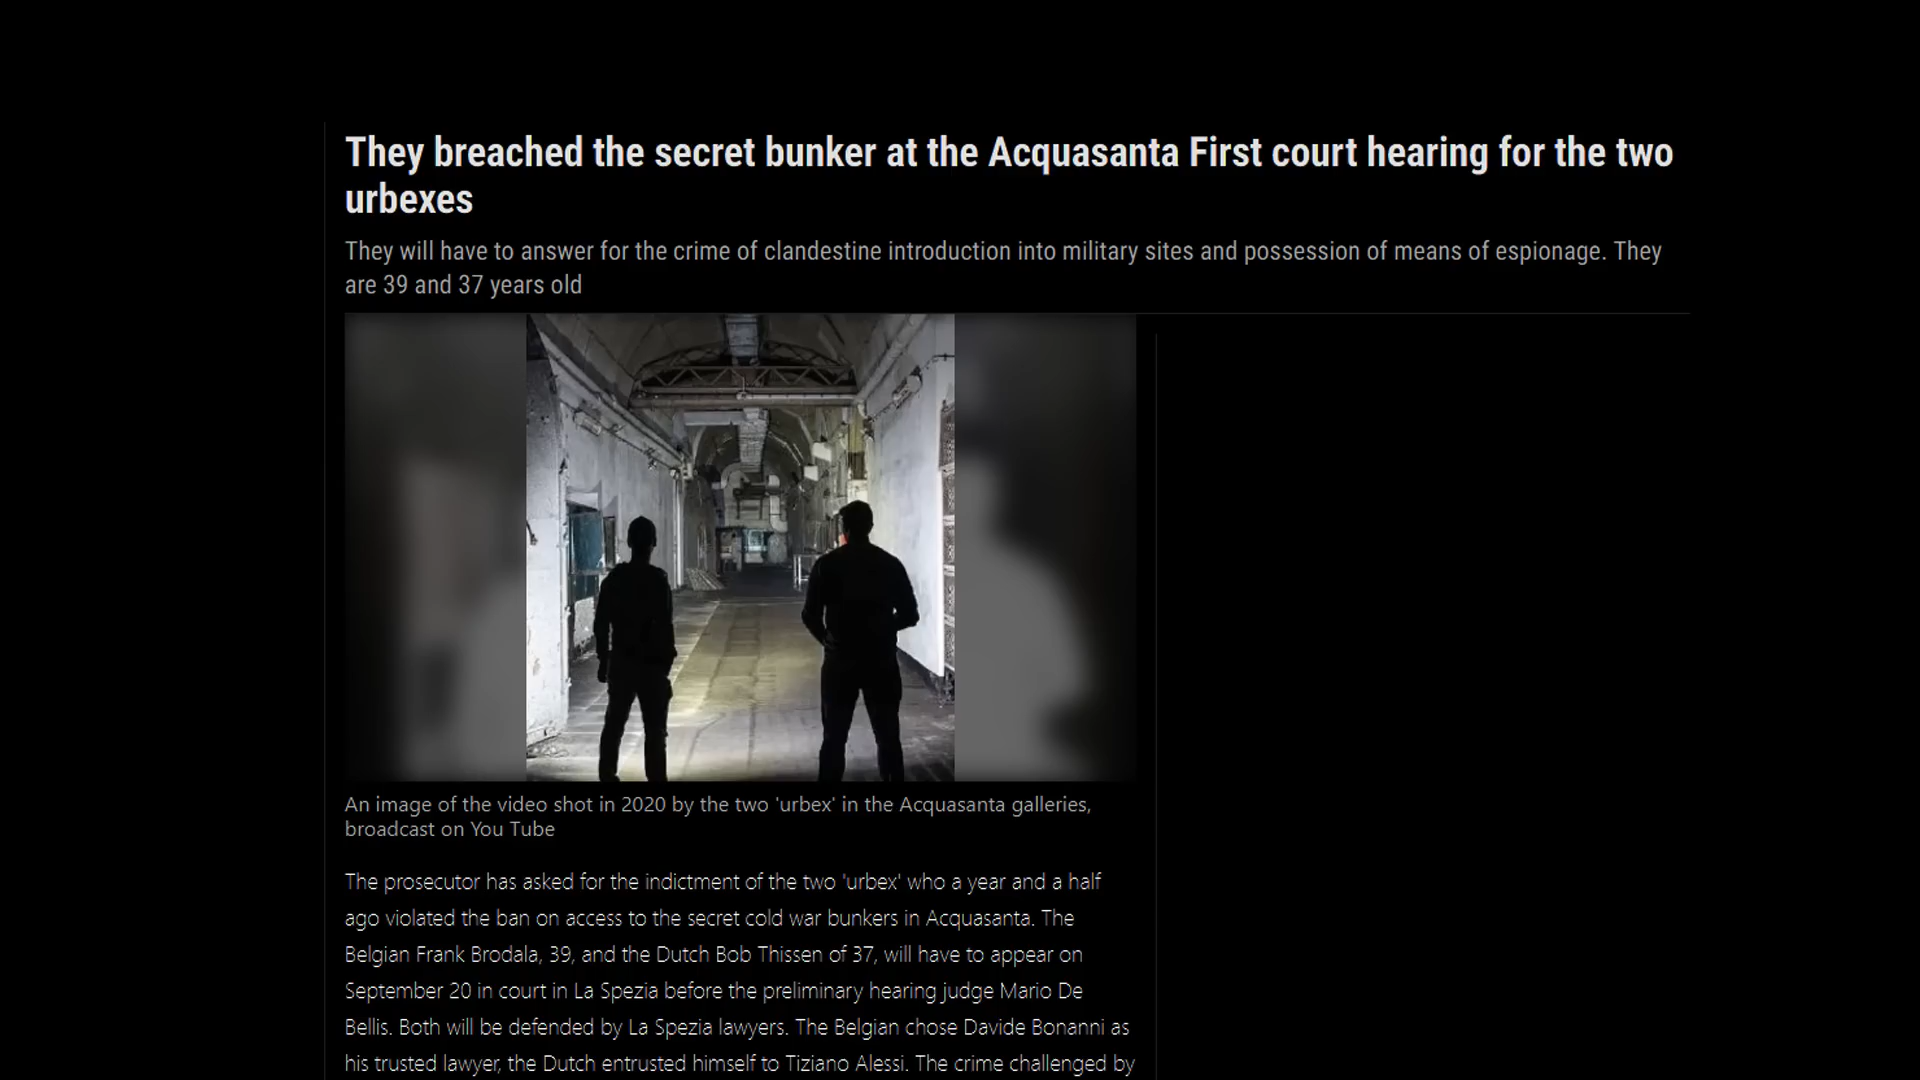 They breached the secret bunker at the Acquasanta First court hearing for the two
urbexes
They will have to answer for the crime of clandestine introduction into military sites and possession of means of espionage. They
are 39 and 37 years old
An image of the video shot in 2020 by the two 'urbex' in the Acquasanta galleries,
broadcast on You Tube
The prosecutor has asked for the indictment of the two 'urbex' who a year and a half
ago violated the ban on access to the secret cold war bunkers in Acquasanta. The
Belgian Frank Brodala, 39, and the Dutch Bob Thissen of 37, will have to appear on
September 20 in court in La Spezia before the preliminary hearing judge Mario De
Bellis. Both will be defended by La Spezia lawyers. The Belgian chose Davide Bonanni as
his trusted lawyer, the Dutch entrusted himself to Tiziano Alessi. The crime challenged by